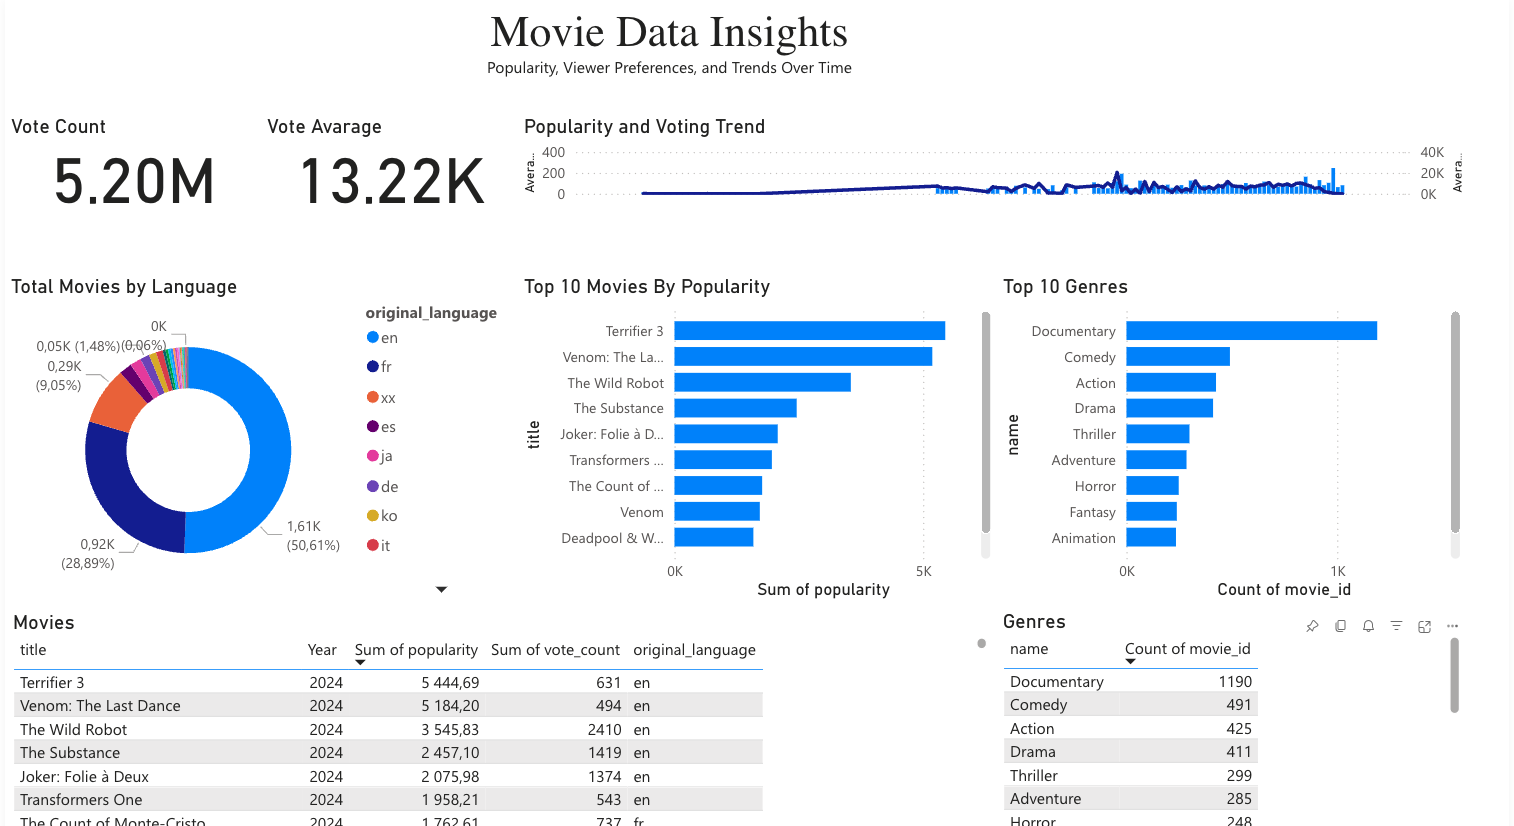 Movie Data Insights
Popularity, Viewer Preferences, and Trends Over Time
Vote Count
5.20M
Vote Avarage
13.22K
Popularity and Voting Trend
Avera...
400
200
0
40K
20K
0K
Avera...
Total Movies by Language
0K
0,05K (1,48%)
(0,06%)
0,29K
(9,05%)
0,92K
(28,89%)
1,61K
(50,61%)
original_language
en
fr
xx
es
ja
de
ko
it
Top 10 Movies By Popularity
title
Terrifier 3
Venom: The La...
The Wild Robot
The Substance
Joker: Folie à D...
Transformers ...
The Count of ...
Venom
Deadpool & W...
0K 5K
Sum of popularity
Top 10 Genres
name
Documentary
Comedy
Action
Drama
Thriller
Adventure
Horror
Fantasy
Animation
0K 1K
Count of movie_id
Movies
title Year Sum of popularity Sum of vote_count original_language
Terrifier 3 2024 5 444,69 631 en
Venom: The Last Dance 2024 5 184,20 494 en
The Wild Robot 2024 3 545,83 2410 en
The Substance 2024 2 457,10 1419 en
Joker: Folie à Deux 2024 2 075,98 1374 en
Transformers One 2024 1 958,21 543 en
The Count of Monte-Cristo 2024 1 762,61 737 fr
Genres
name Count of movie_id
Documentary 1190
Comedy 491
Action 425
Drama 411
Thriller 299
Adventure 285
Horror 248